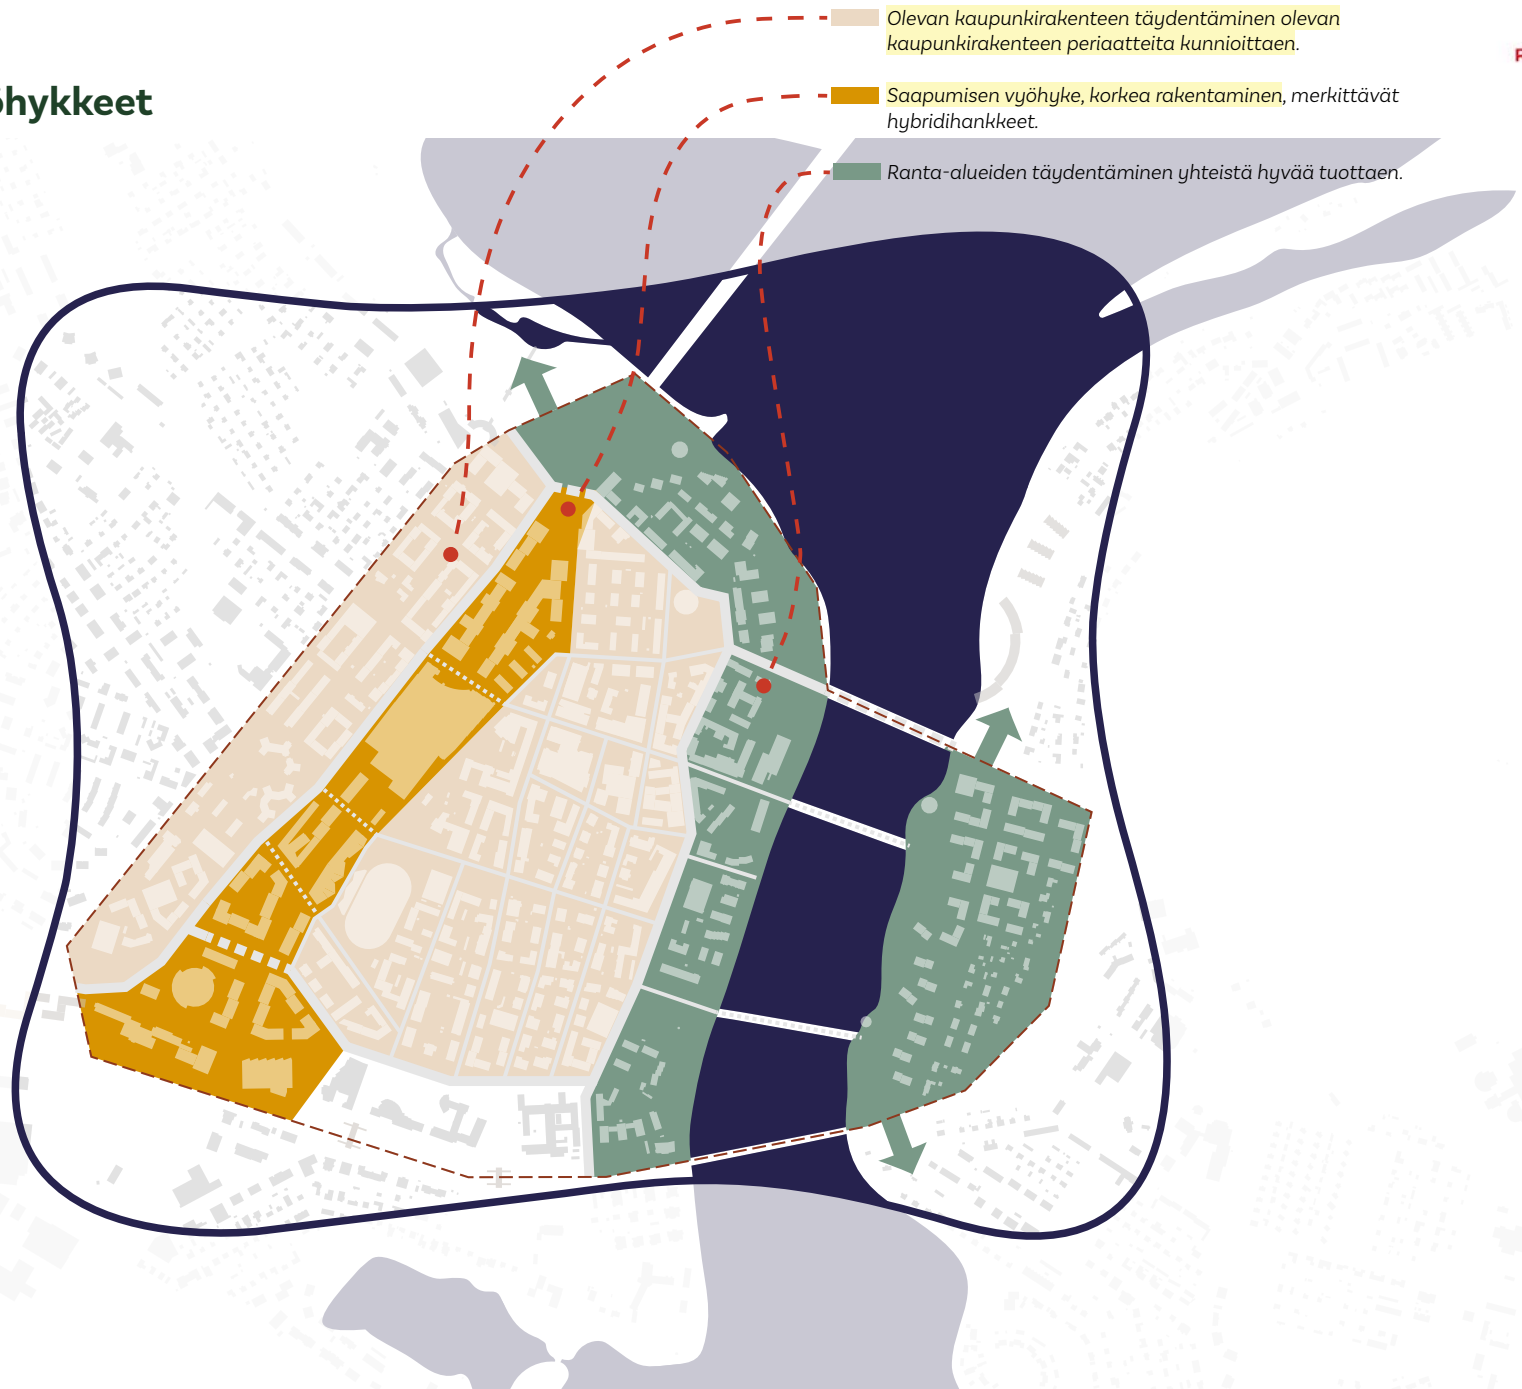 Olevan kaupunkirakenteen täydentäminen olevan
kaupunkirakenteen periaatteita kunnioittaen.
öhykkeet
Saapumisen vyöhyke, korkea rakentaminen, merkittävät
hybridihankkeet.
Ranta-alueiden täydentäminen yhteistä hyvää tuottaen.